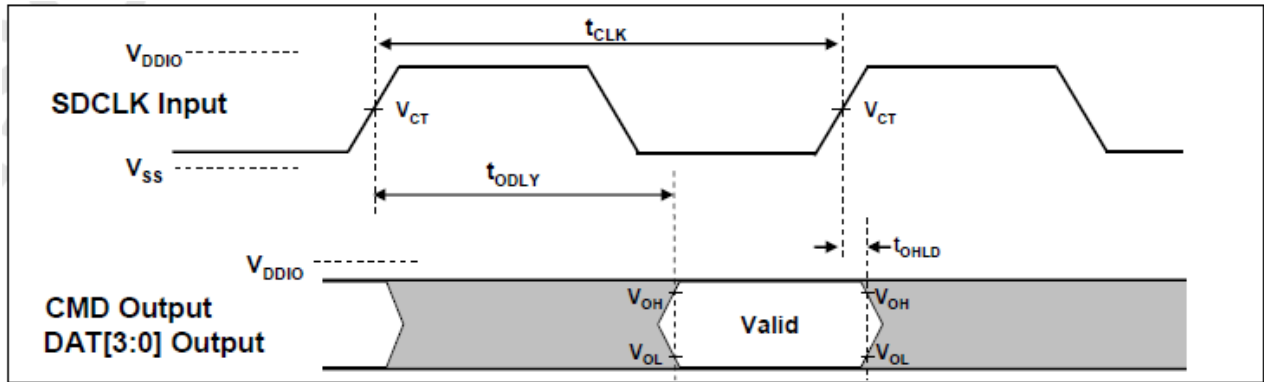 tCLK
VDDIO
SDCLK Input
VCT
VCT
VSS
tODLY
tOHLD
VDDIO
CMD Output
DAT[3:0] Output
VOH
VOH
Valid
VOL
VOL